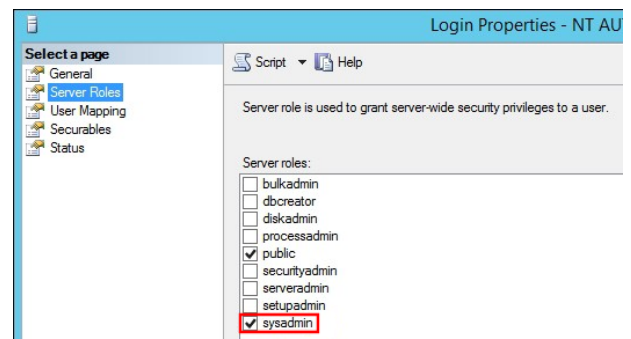 Login Properties - NT AU
Select a page
General
Server Roles
User Mapping
Securables
Status
Script Help
Server role is used to grant server-wide security privileges to a user.
Server roles:
bulkadmin
dbcreator
diskadmin
processadmin
public
securityadmin
serveradmin
setupadmin
sysadmin